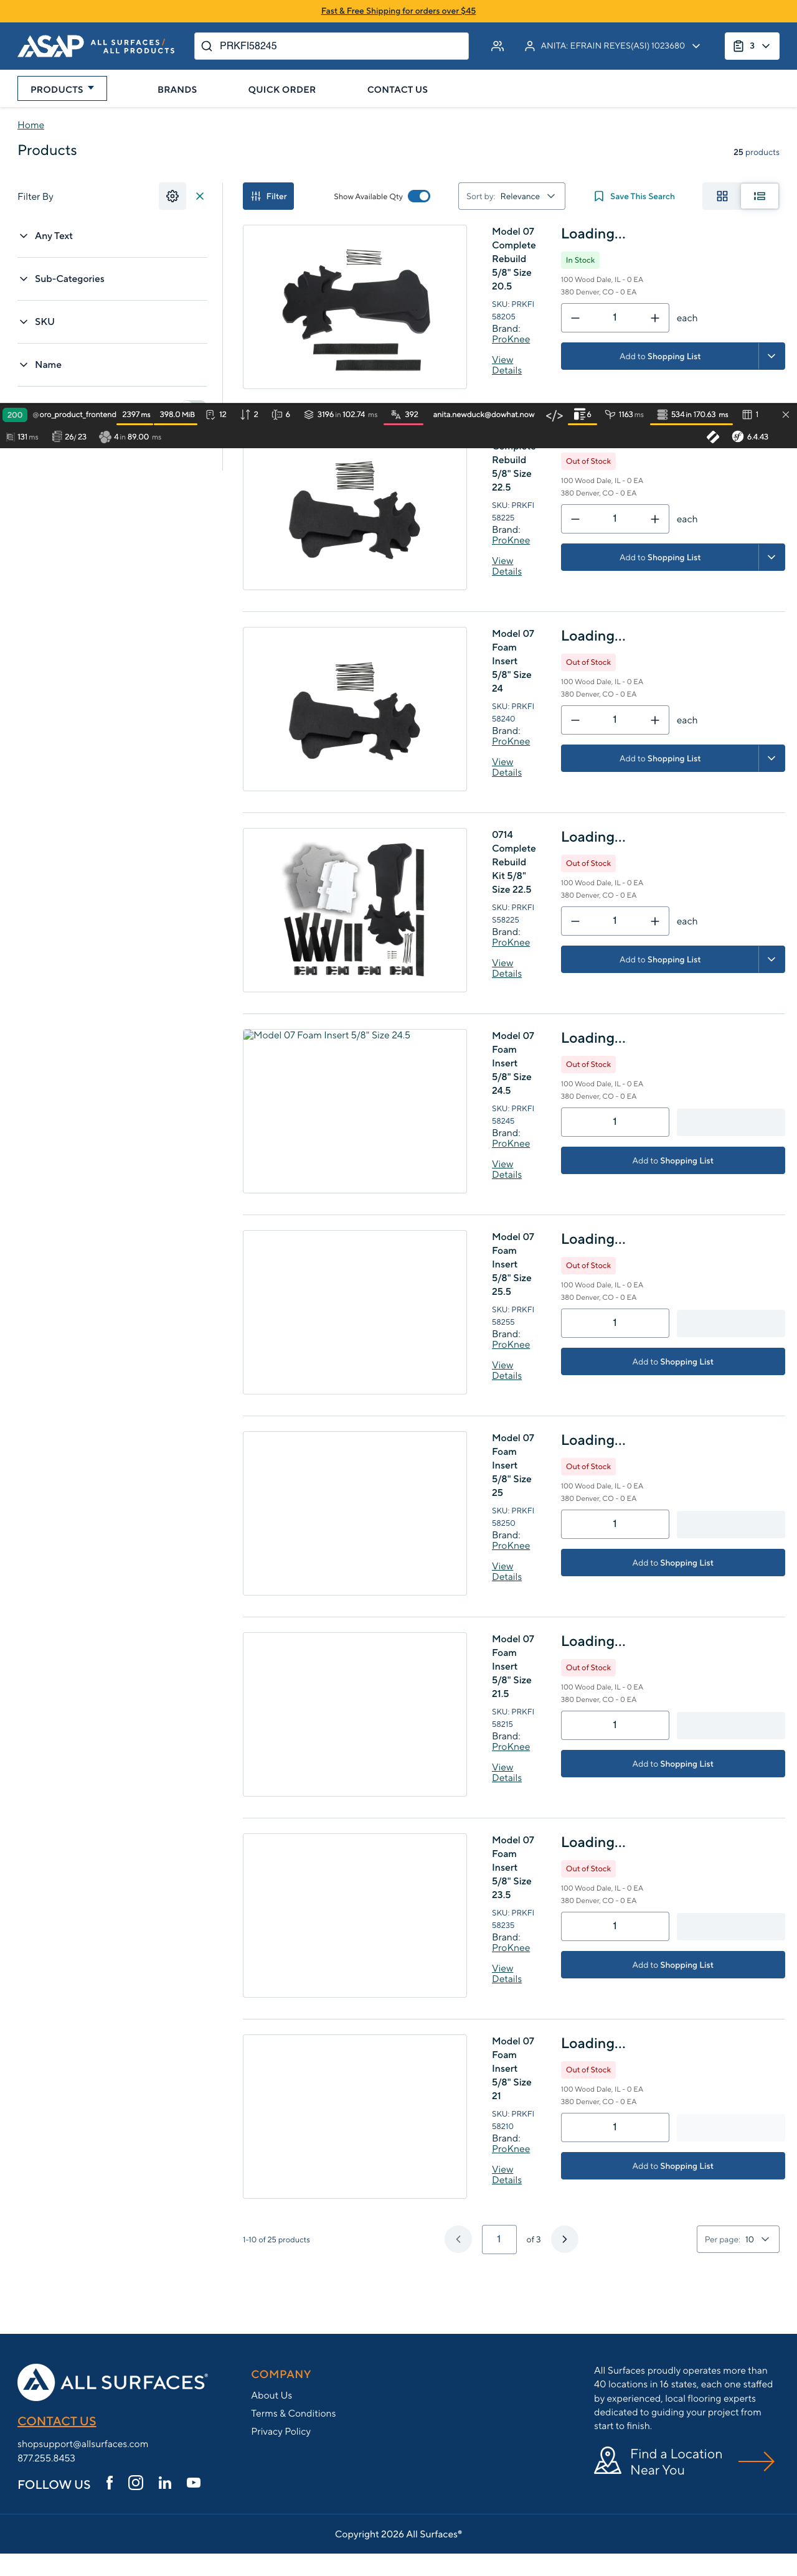 Fast & Free Shipping for orders over $45
ASAP ALL SURFACES/
ALL PRODUCTS
PRKFI58245
ANITA: EFRAIN REYES(ASI) 1023680
3
PRODUCTS
BRANDS
QUICK ORDER
CONTACT US
Home
Products
25 products
Filter By
Filter
Show Available Qty
Sort by: Relevance
Save This Search
Any Text
Sub-Categories
SKU
Name
Model 07
Complete
Rebuild
5/8" Size
20.5
SKU: PRKFI
58205
Brand:
ProKnee
View
Details
Loading...
In Stock
100 Wood Dale, IL - 0 EA
380 Denver, CO - 0 EA
1
each
Add to Shopping List
200 @oro_product_frontend 2397 ms 398.0 MiB 12 2 6 3196 in 102.74 ms 392 anita.newduck@dowhat.now 6 1163 ms 534 in 170.63 ms 1
131 ms 26/ 23 4 in 89.00 ms 6.4.43
Rebuild
5/8" Size
22.5
SKU: PRKFI
58225
Brand:
ProKnee
View
Details
Out of Stock
100 Wood Dale, IL - 0 EA
380 Denver, CO - 0 EA
1
each
Add to Shopping List
Model 07
Foam
Insert
5/8" Size
24
SKU: PRKFI
58240
Brand:
ProKnee
View
Details
Loading...
Out of Stock
100 Wood Dale, IL - 0 EA
380 Denver, CO - 0 EA
1
each
Add to Shopping List
0714
Complete
Rebuild
Kit 5/8"
Size 22.5
SKU: PRKFI
S58225
Brand:
ProKnee
View
Details
Loading...
Out of Stock
100 Wood Dale, IL - 0 EA
380 Denver, CO - 0 EA
1
each
Add to Shopping List
Model 07 Foam Insert 5/8" Size 24.5
Model 07
Foam
Insert
5/8" Size
24.5
SKU: PRKFI
58245
Brand:
ProKnee
View
Details
Loading...
Out of Stock
100 Wood Dale, IL - 0 EA
380 Denver, CO - 0 EA
1
Add to Shopping List
Model 07
Foam
Insert
5/8" Size
25.5
SKU: PRKFI
58255
Brand:
ProKnee
View
Details
Loading...
Out of Stock
100 Wood Dale, IL - 0 EA
380 Denver, CO - 0 EA
1
Add to Shopping List
Model 07
Foam
Insert
5/8" Size
25
SKU: PRKFI
58250
Brand:
ProKnee
View
Details
Loading...
Out of Stock
100 Wood Dale, IL - 0 EA
380 Denver, CO - 0 EA
1
Add to Shopping List
Model 07
Foam
Insert
5/8" Size
21.5
SKU: PRKFI
58215
Brand:
ProKnee
View
Details
Loading...
Out of Stock
100 Wood Dale, IL - 0 EA
380 Denver, CO - 0 EA
1
Add to Shopping List
Model 07
Foam
Insert
5/8" Size
23.5
SKU: PRKFI
58235
Brand:
ProKnee
View
Details
Loading...
Out of Stock
100 Wood Dale, IL - 0 EA
380 Denver, CO - 0 EA
1
Add to Shopping List
Model 07
Foam
Insert
5/8" Size
21
SKU: PRKFI
58210
Brand:
ProKnee
View
Details
Loading...
Out of Stock
100 Wood Dale, IL - 0 EA
380 Denver, CO - 0 EA
1
Add to Shopping List
1-10 of 25 products
1
of 3
Per page: 10
ALL SURFACES®
CONTACT US
shopsupport@allsurfaces.com
877.255.8453
FOLLOW US
COMPANY
About Us
Terms & Conditions
Privacy Policy
All Surfaces proudly operates more than
40 locations in 16 states, each one staffed
by experienced, local flooring experts
dedicated to guiding your project from
start to finish.
Find a Location
Near You
Copyright 2026 All Surfaces®